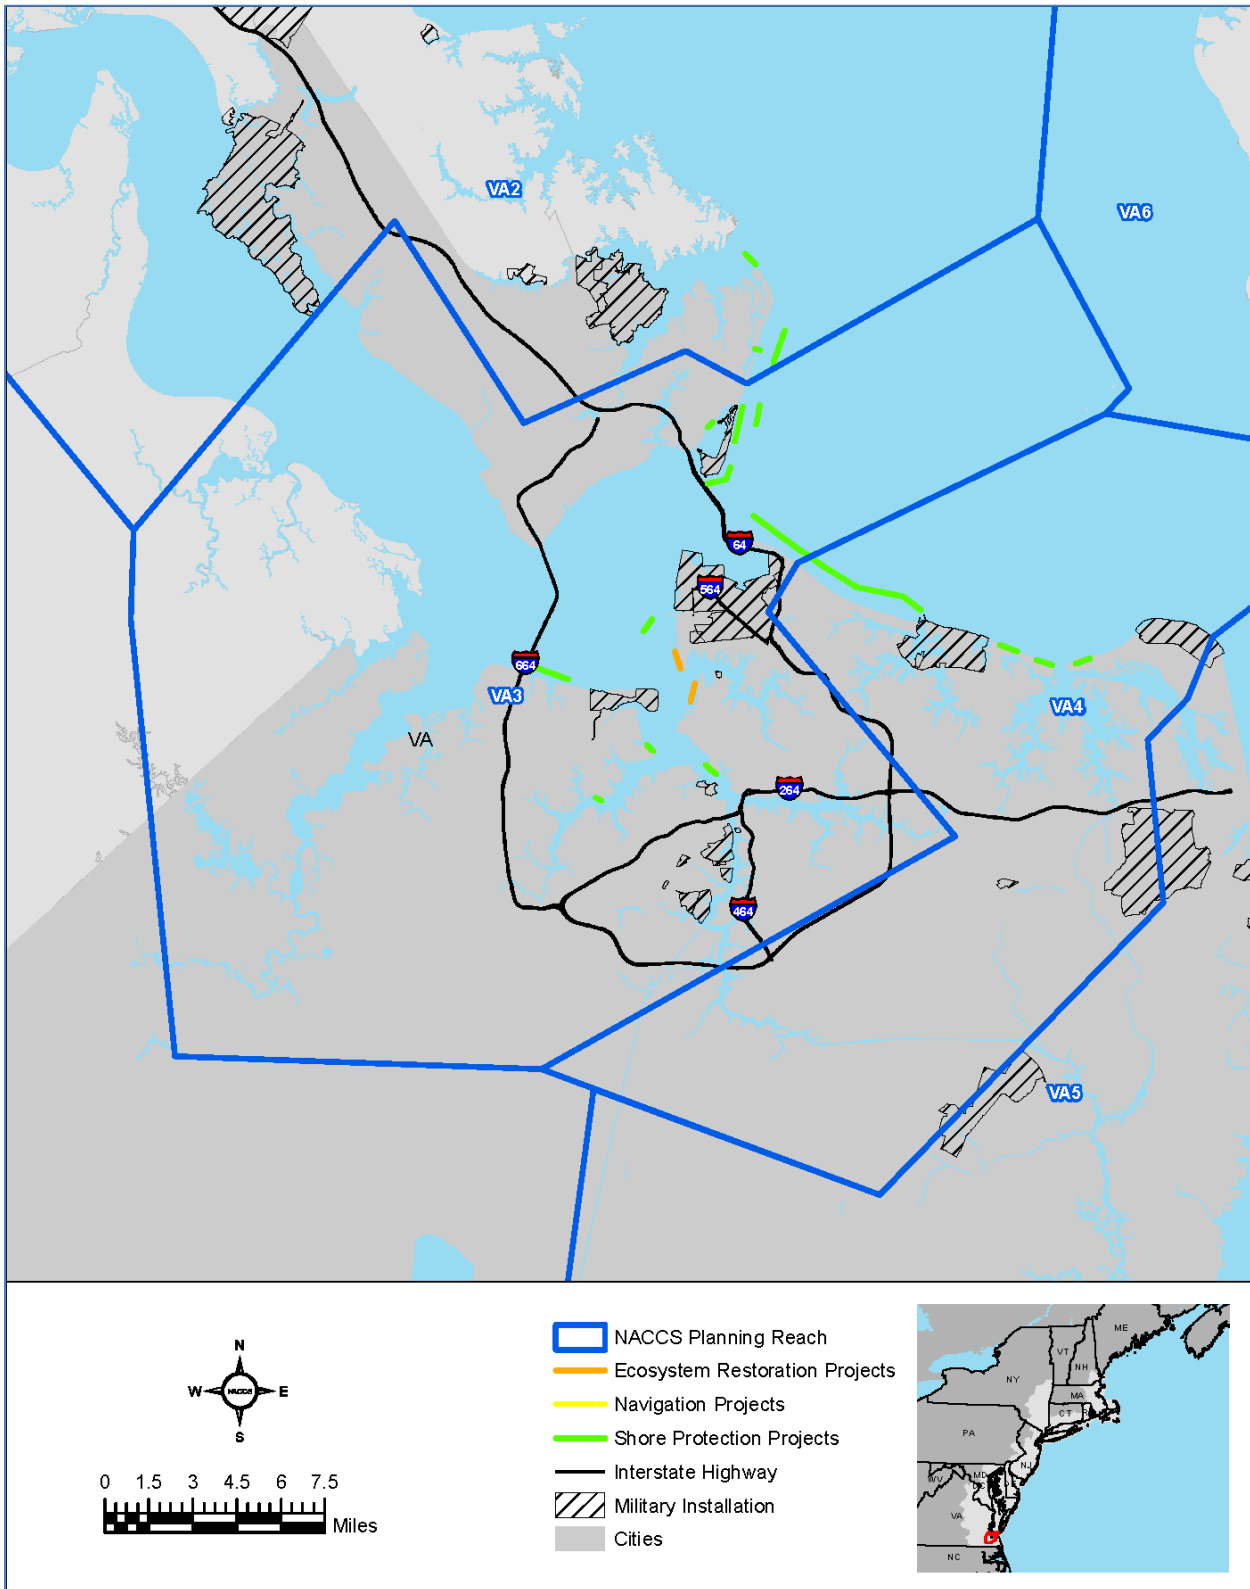 VA2
VA6
64
564
664
VA3
VA4
VA
264
464
VA5
N
W NACCS E
S
0 1.5 3 4.5 6 7.5
Miles
NACCS Planning Reach
Ecosystem Restoration Projects
Navigation Projects
Shore Protection Projects
Interstate Highway
Military Installation
Cities
ME
VT
NH
NY
MA
CT
PA
NJ
MD
WV
VA
NC